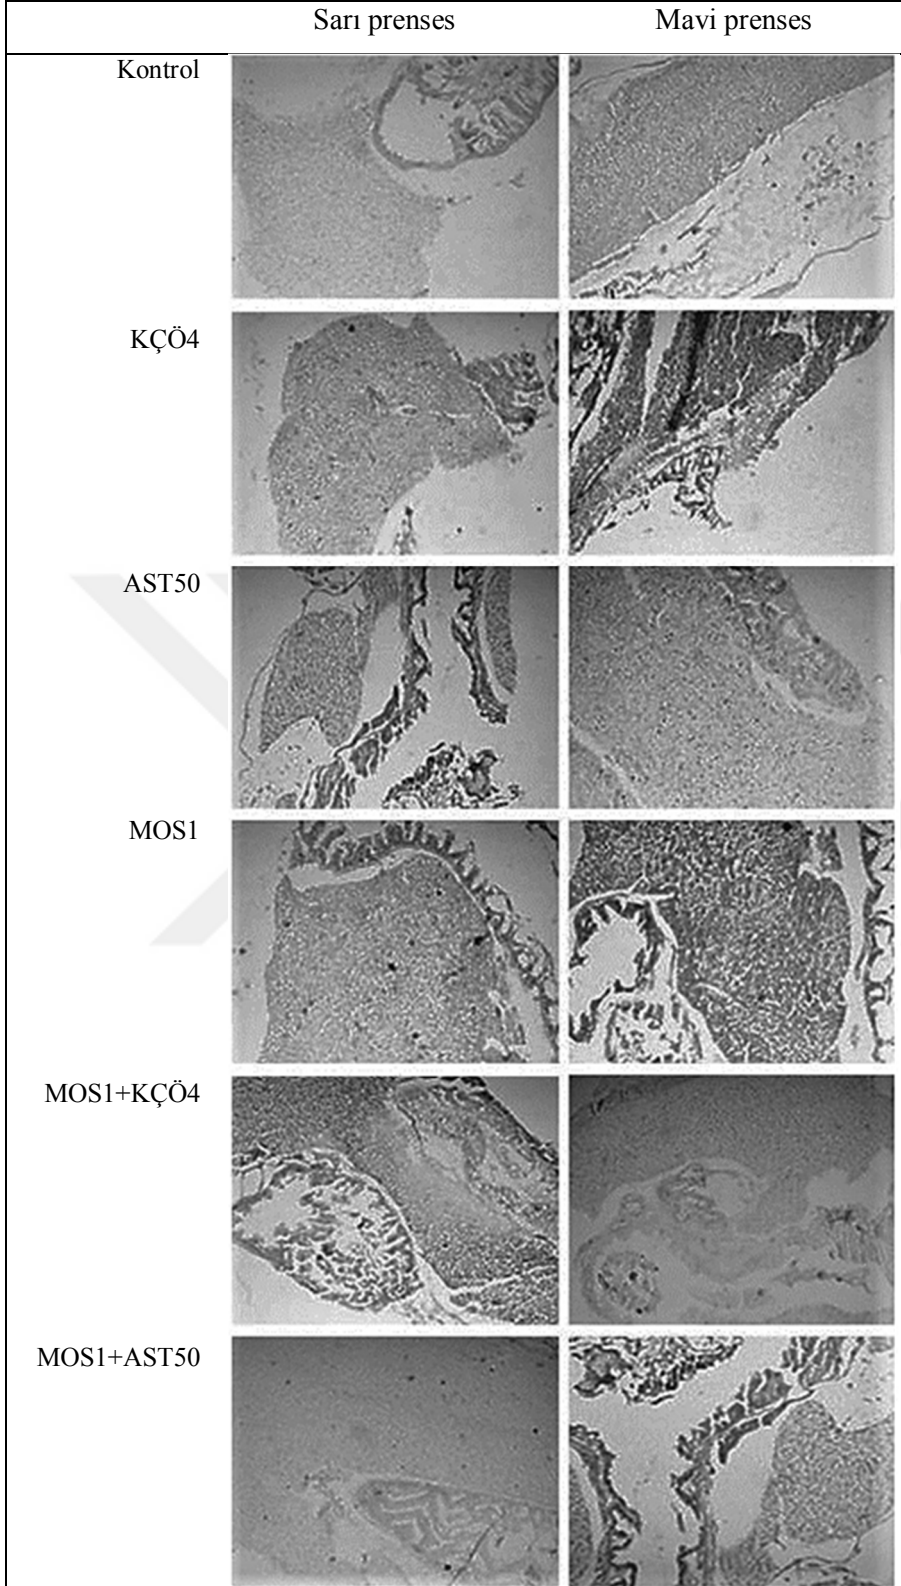 Sarı prenses Mavi prenses
Kontrol
KÇÖ4
AST50
MOS1
MOS1+KÇÖ4
MOS1+AST50